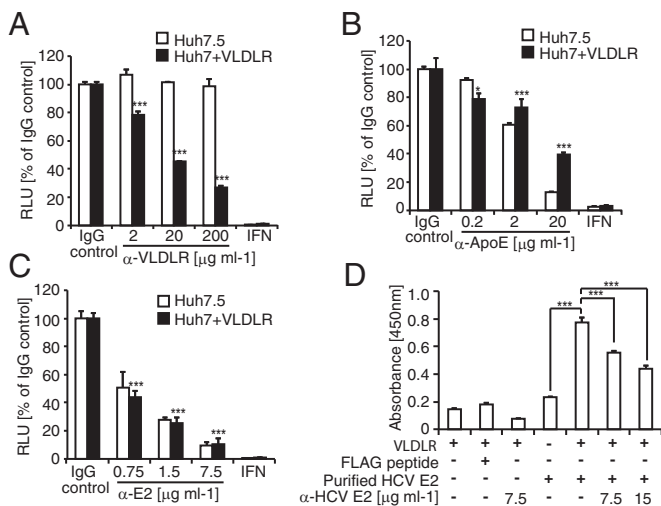 A
Huh7.5
Huh7+VLDLR
RLU [% of IgG control]
120
100
80
60
40
20
0
***
***
***
IgG
control
2 20 200
IFN
α-VLDLR [μg ml-1]
B
Huh7.5
Huh7+VLDLR
RLU [% of IgG control]
120
100
80
60
40
20
0
*
***
***
IgG
control
0.2 2 20
IFN
α-ApoE [μg ml-1]
C
Huh7.5
Huh7+VLDLR
RLU [% of IgG control]
120
100
80
60
40
20
0
***
***
***
IgG
control
0.75 1.5 7.5
IFN
α-E2 [μg ml-1]
D
Absorbance [450nm]
1.0
0.8
0.6
0.4
0.2
0
***
***
***
VLDLR + + + - + + +
FLAG peptide - + - - - - -
Purified HCV E2 - - - + + + +
α-HCV E2 [μg ml-1] - - 7.5 - - 7.5 15